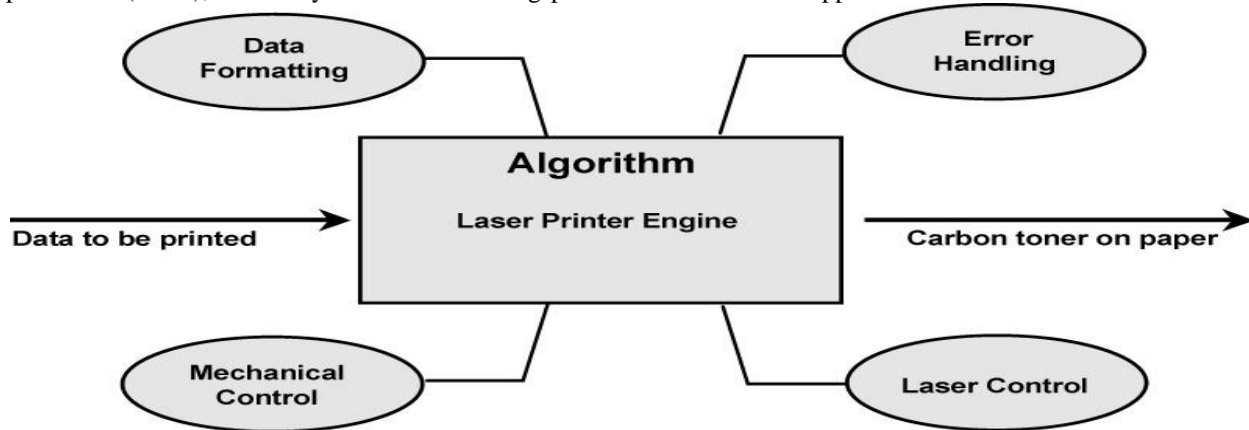 Data
Formatting
Error
Handling
Algorithm
Laser Printer Engine
Data to be printed
Carbon toner on paper
Mechanical
Control
Laser Control